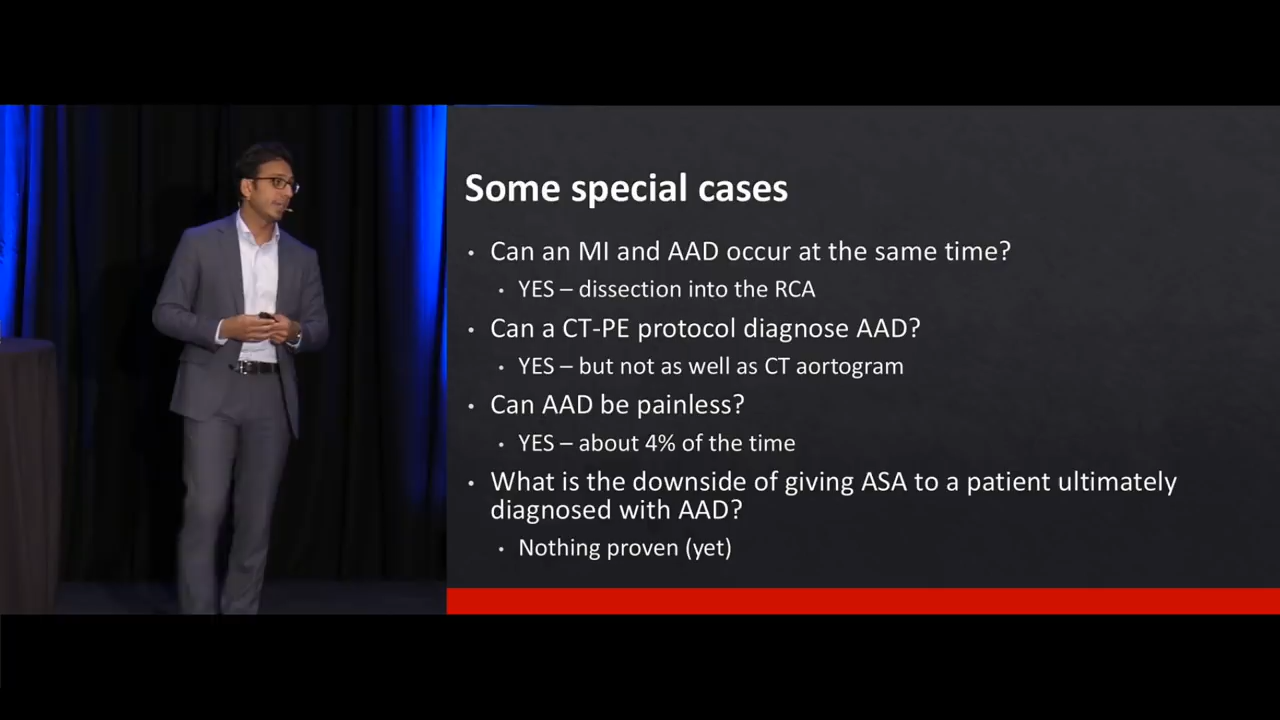 Some special cases
• Can an MI and AAD occur at the same time?
• YES – dissection into the RCA
• Can a CT-PE protocol diagnose AAD?
• YES – but not as well as CT aortogram
• Can AAD be painless?
• YES – about 4% of the time
• What is the downside of giving ASA to a patient ultimately
diagnosed with AAD?
• Nothing proven (yet)